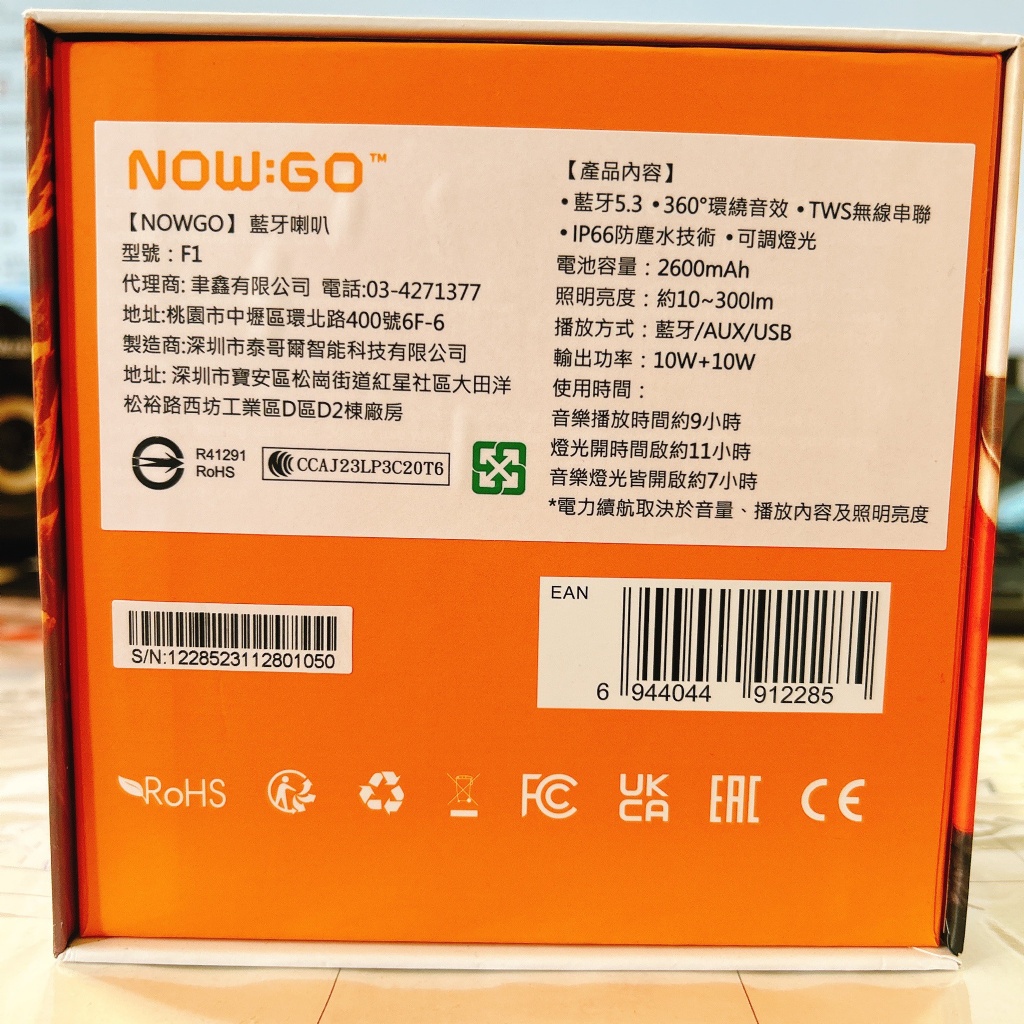 NOW:GO™
【NOWGO】藍牙喇叭
型號：F1
代理商: 聿鑫有限公司 電話:03-4271377
地址:桃園市中壢區環北路400號6F-6
製造商:深圳市泰哥爾智能科技有限公司
地址: 深圳市寶安區松崗街道紅星社區大田洋
松裕路西坊工業區D區D2棟廠房
R41291
RoHS
CCAJ23LP3C20T6
【產品內容】
•藍牙5.3 •360°環繞音效 •TWS無線串聯
•IP66防塵水技術 •可調燈光
電池容量：2600mAh
照明亮度：約10~300lm
播放方式：藍牙/AUX/USB
輸出功率：10W+10W
使用時間：
音樂播放時間約9小時
燈光開時間啟約11小時
音樂燈光皆開啟約7小時
*電力續航取決於音量、播放內容及照明亮度
S/N:1228523112801050
EAN
6 944044 912285
RoHS
FC
UK
CA
EAC
CE